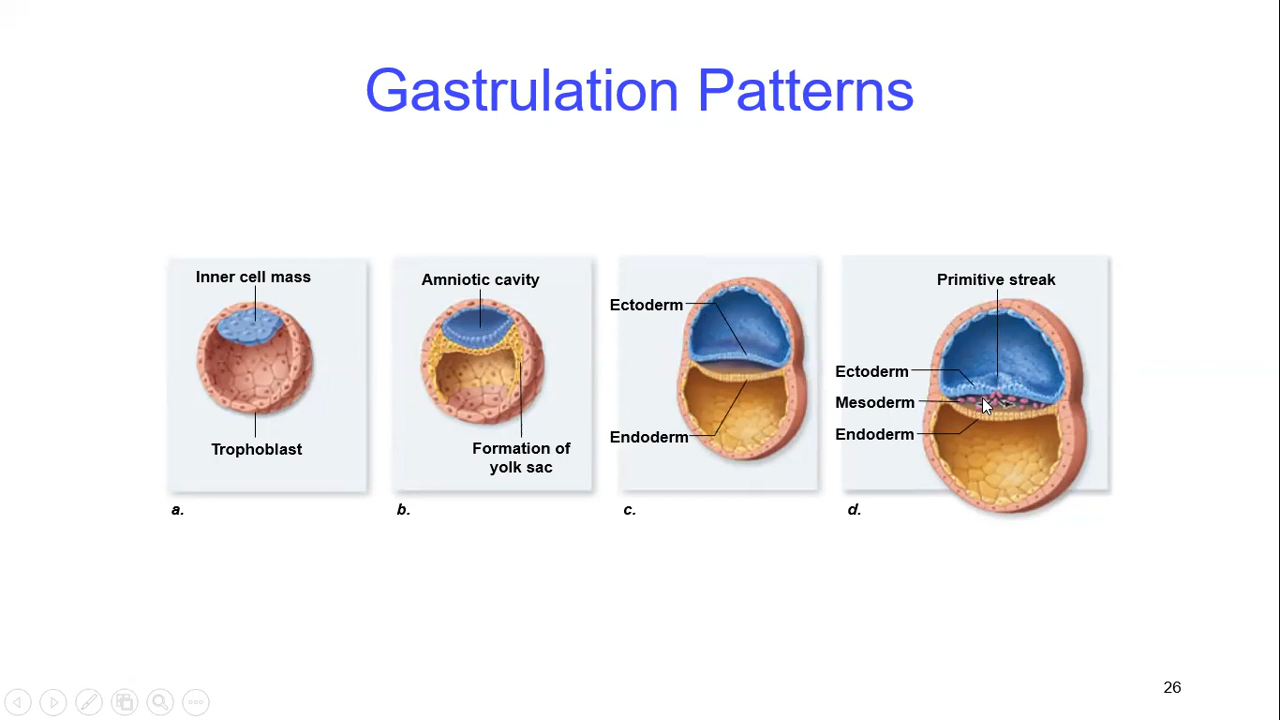 Gastrulation Patterns
Inner cell mass
Trophoblast
a.
Amniotic cavity
Formation of
yolk sac
b.
Ectoderm
Endoderm
c.
Primitive streak
Ectoderm
Mesoderm
Endoderm
d.
26